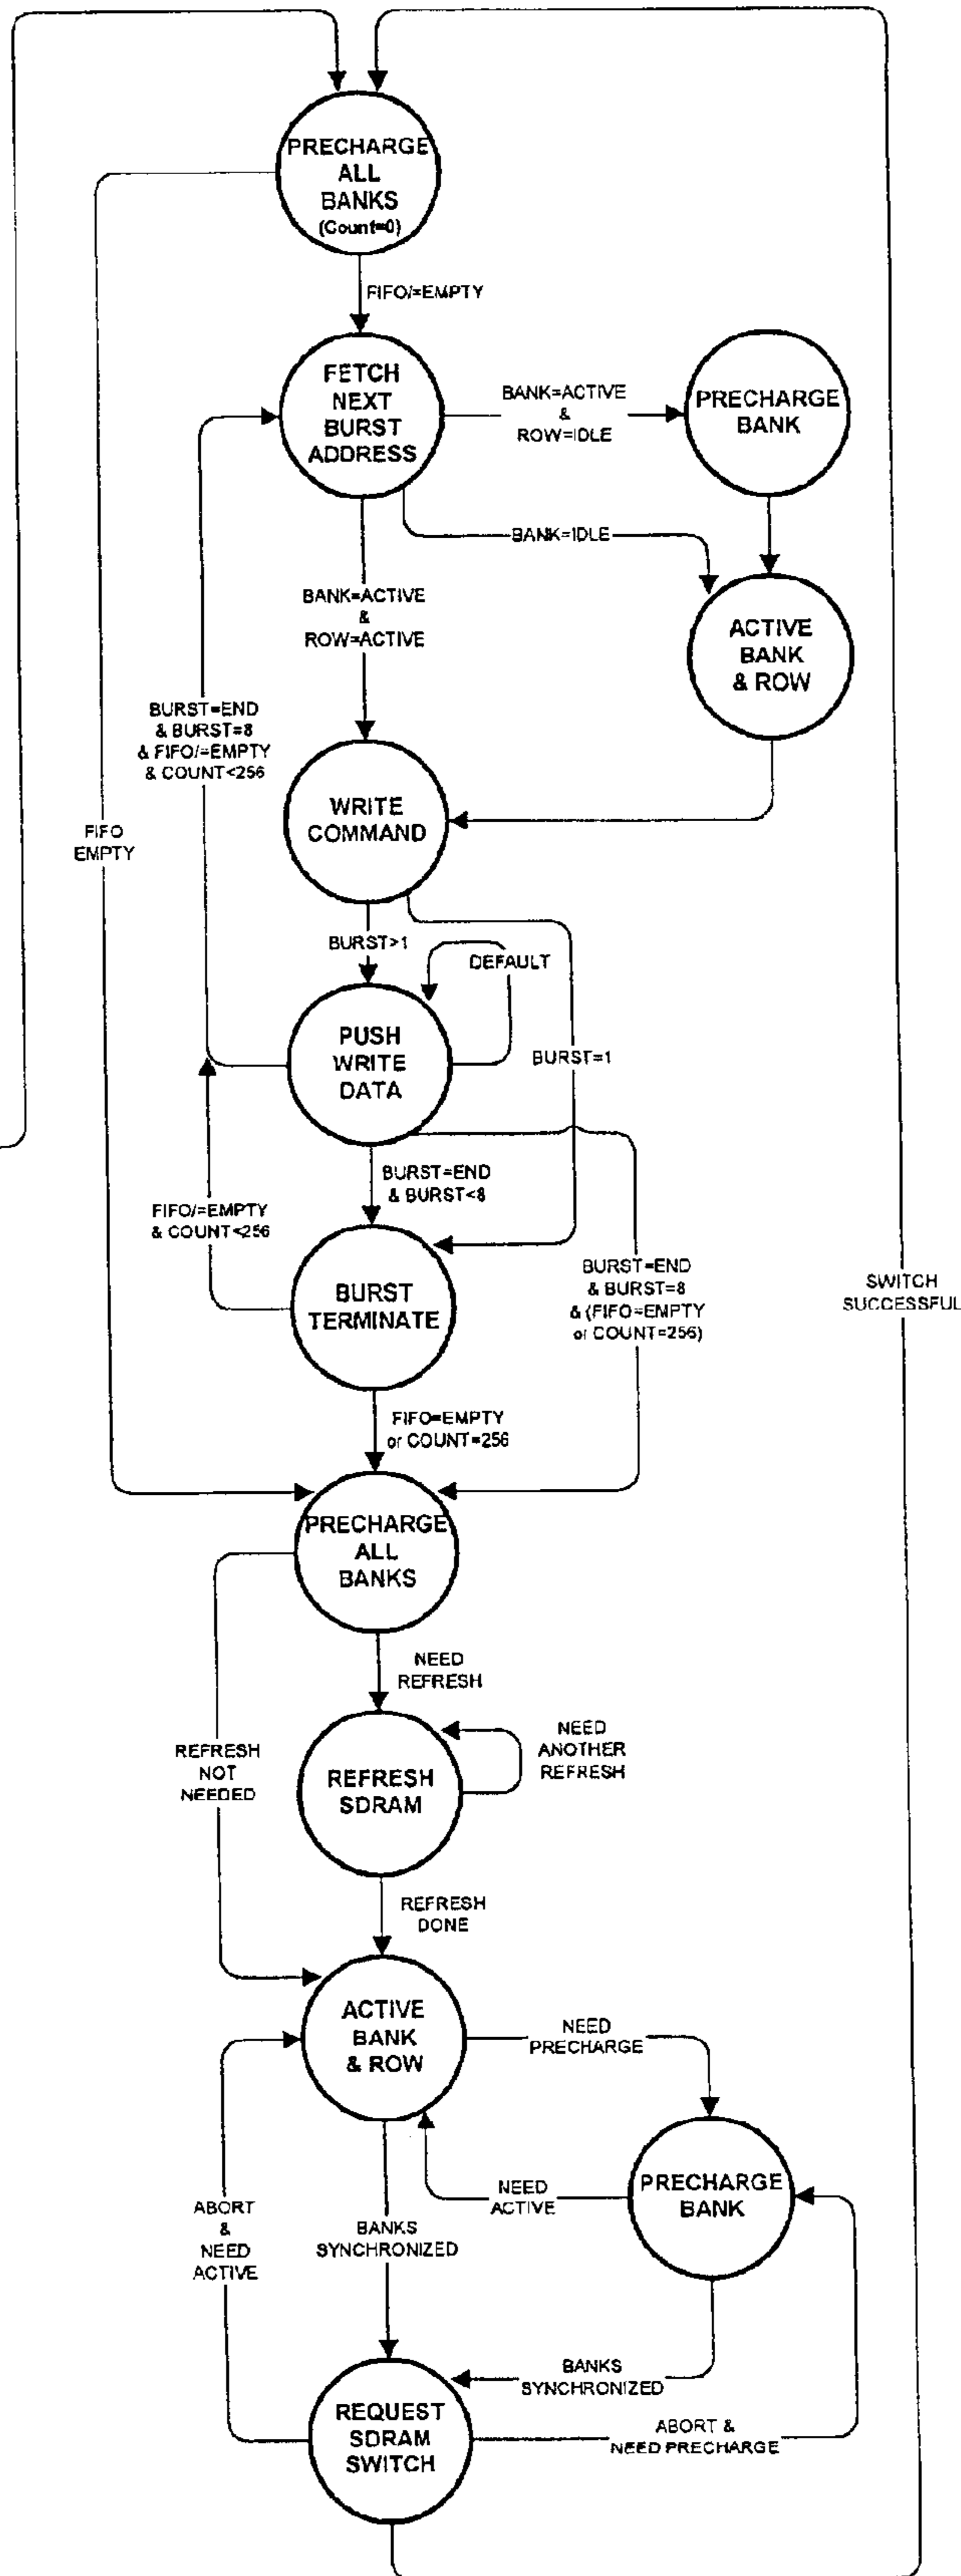 PRECHARGE
ALL
BANKS
(Count=0)
FIFO/=EMPTY
FETCH
NEXT
BURST
ADDRESS
BANK=ACTIVE
&
ROW=IDLE
PRECHARGE
BANK
BANK=IDLE
BANK=ACTIVE
&
ROW=ACTIVE
ACTIVE
BANK
& ROW
BURST=END
& BURST=8
& FIFO/=EMPTY
& COUNT<256
WRITE
COMMAND
FIFO
EMPTY
BURST>1
DEFAULT
PUSH
WRITE
DATA
BURST=1
BURST=END
& BURST<8
FIFO/=EMPTY
& COUNT<256
BURST
TERMINATE
BURST=END
& BURST=8
& (FIFO=EMPTY
or COUNT=256)
SWITCH
SUCCESSFUL
FIFO=EMPTY
or COUNT=256
PRECHARGE
ALL
BANKS
NEED
REFRESH
REFRESH
NOT
NEEDED
REFRESH
SDRAM
NEED
ANOTHER
REFRESH
REFRESH
DONE
ACTIVE
BANK
& ROW
NEED
PRECHARGE
PRECHARGE
BANK
NEED
ACTIVE
ABORT
&
NEED
ACTIVE
BANKS
SYNCHRONIZED
BANKS
SYNCHRONIZED
REQUEST
SDRAM
SWITCH
ABORT &
NEED PRECHARGE